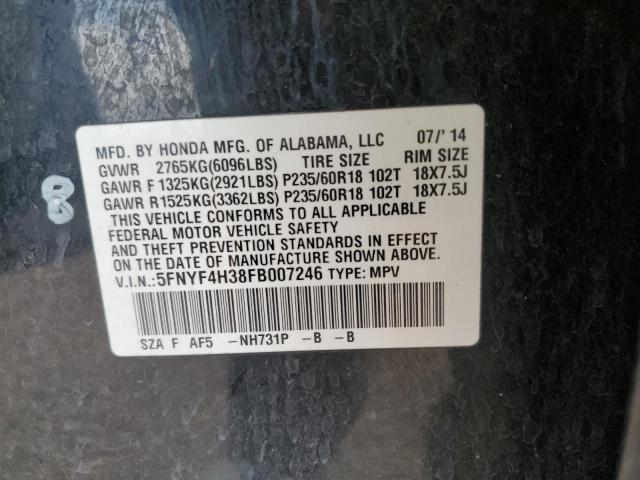 MFD. BY HONDA MFG. OF ALABAMA, LLC 07/'14
GVWR 2765KG(6096LBS) TIRE SIZE RIM SIZE
GAWR F 1325KG(2921LBS) P235/60R18 102T 18X7.5J
GAWR R1525KG(3362LBS) P235/60R18 102T 18X7.5J
THIS VEHICLE CONFORMS TO ALL APPLICABLE
FEDERAL MOTOR VEHICLE SAFETY
AND THEFT PREVENTION STANDARDS IN EFFECT
ON THE DATE OF MANUFACTURE SHOWN ABOVE.
V.I.N.:5FNYF4H38FB007246 TYPE: MPV
SZA F AF5 -NH731P -B -B